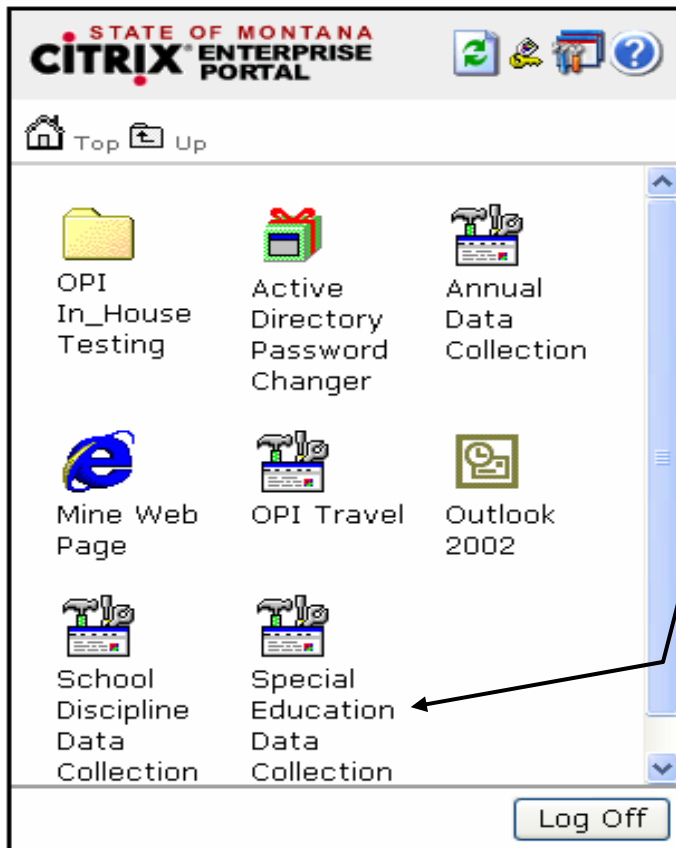 STATE OF MONTANA
CiTRIX® ENTERPRISE
PORTAL
Top Up
OPI
In_House
Testing
Active
Directory
Password
Changer
Annual
Data
Collection
Mine Web
Page
OPI Travel
Outlook
2002
School
Discipline
Data
Collection
Special
Education
Data
Collection
Log Off